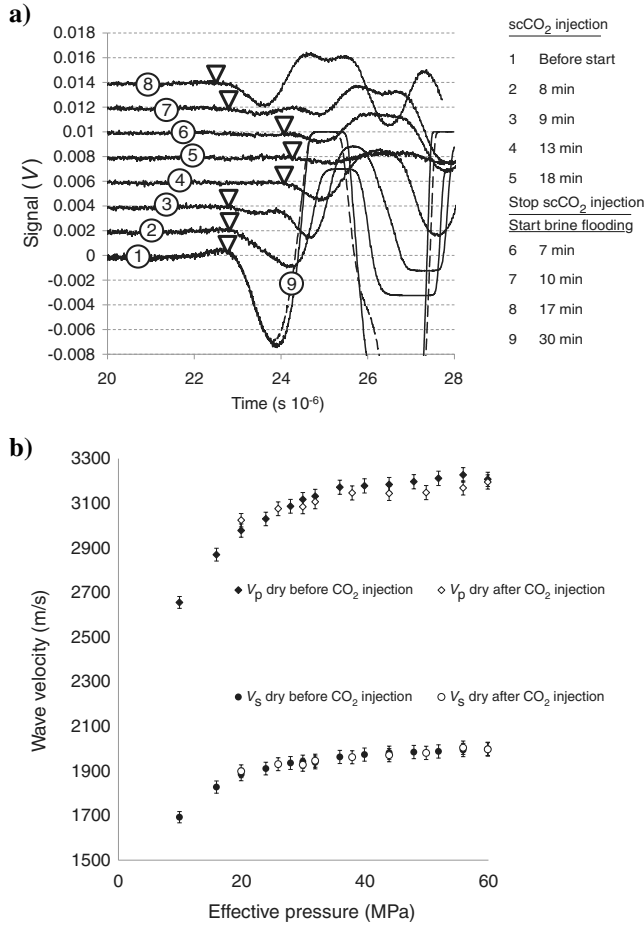 a)
0.018
0.016
0.014
0.012
0.01
0.008
0.006
0.004
0.002
0
-0.002
-0.004
-0.006
-0.008
Signal (V)
8
7
6
5
4
3
2
1
9
20 22 24 26 28
Time (s 10-6)
scCO2 injection
1 Before start
2 8 min
3 9 min
4 13 min
5 18 min
Stop scCO2 injection
Start brine flooding
6 7 min
7 10 min
8 17 min
9 30 min
b)
3300
3100
2900
2700
2500
2300
2100
1900
1700
1500
Wave velocity (m/s)
Vp dry before CO2 injection
Vp dry after CO2 injection
Vs dry before CO2 injection
Vs dry after CO2 injection
0 20 40 60
Effective pressure (MPa)